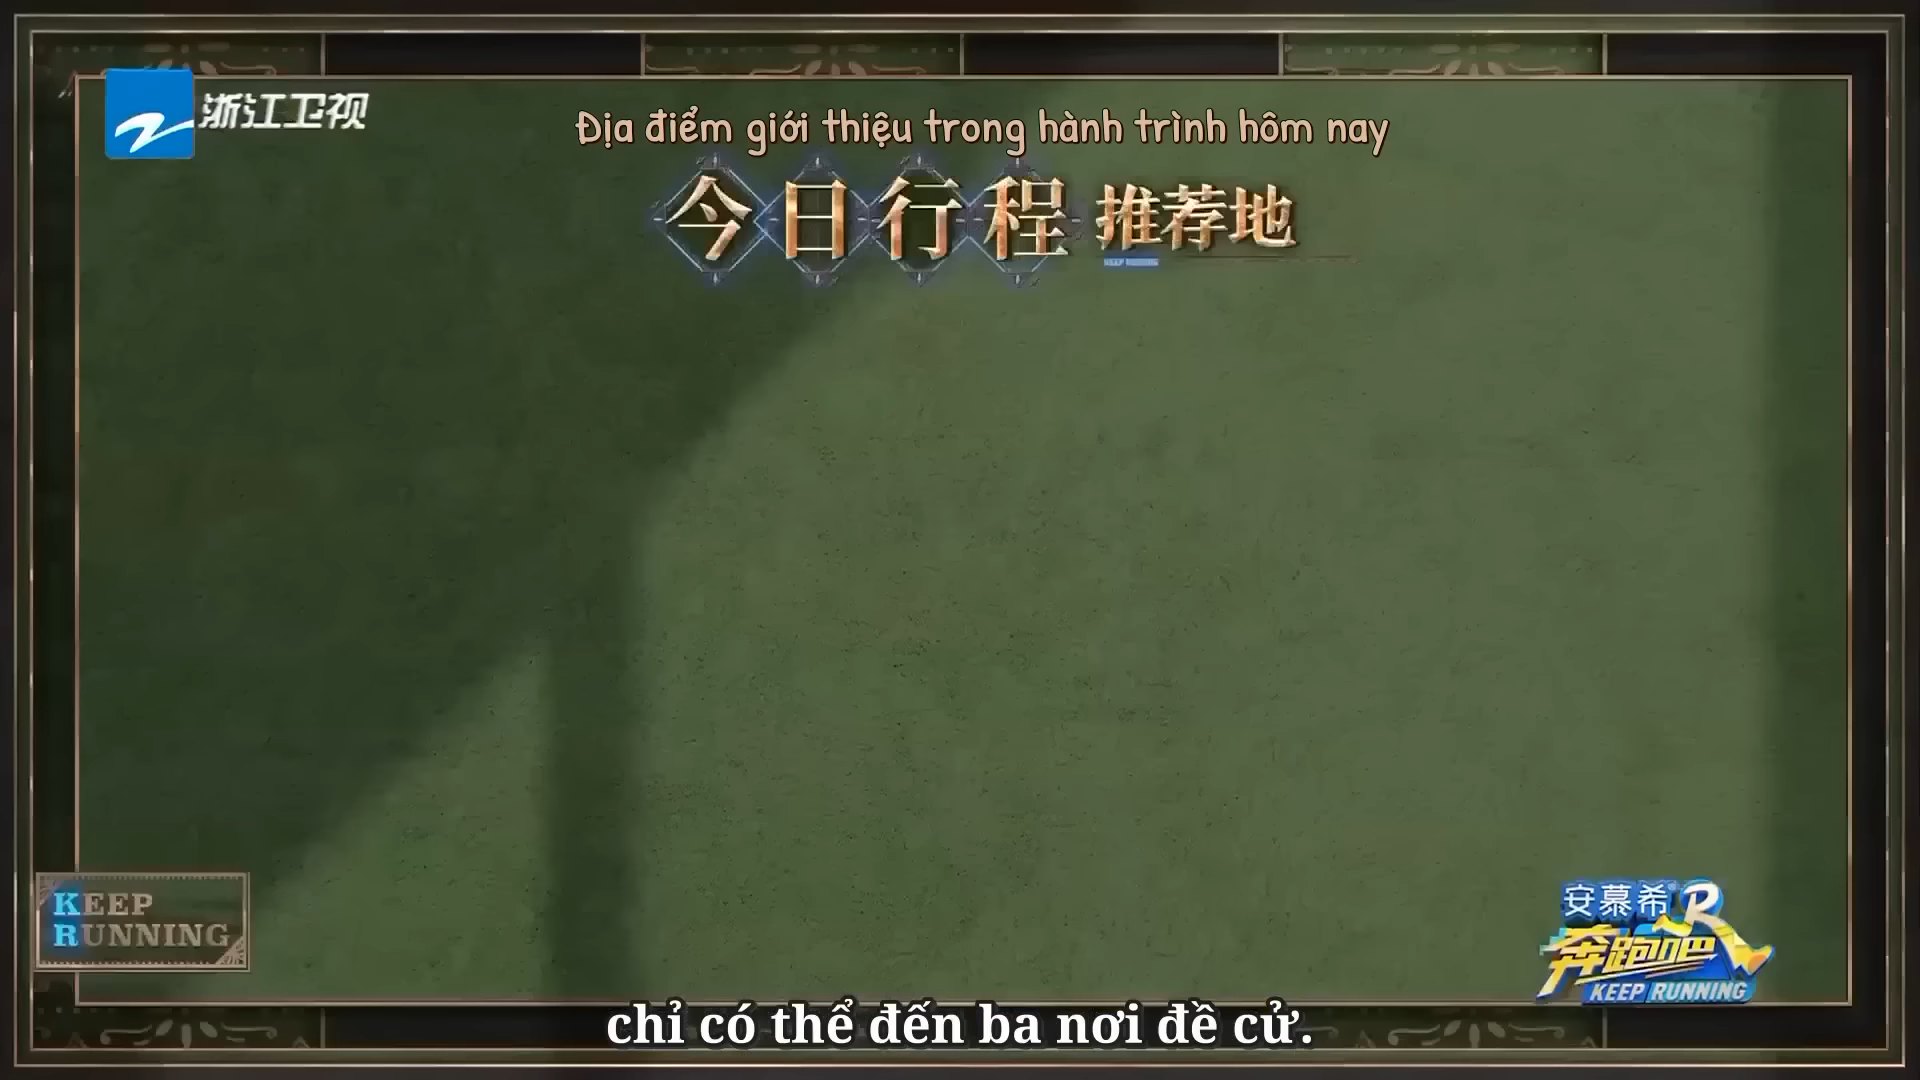 浙江卫视
Địa điểm giới thiệu trong hành trình hôm nay
今日行程推荐地
KEEP RUNNING
KEEP
RUNNING
安慕希
奔跑吧
KEEP RUNNING
chỉ có thể đến ba nơi đề cử.